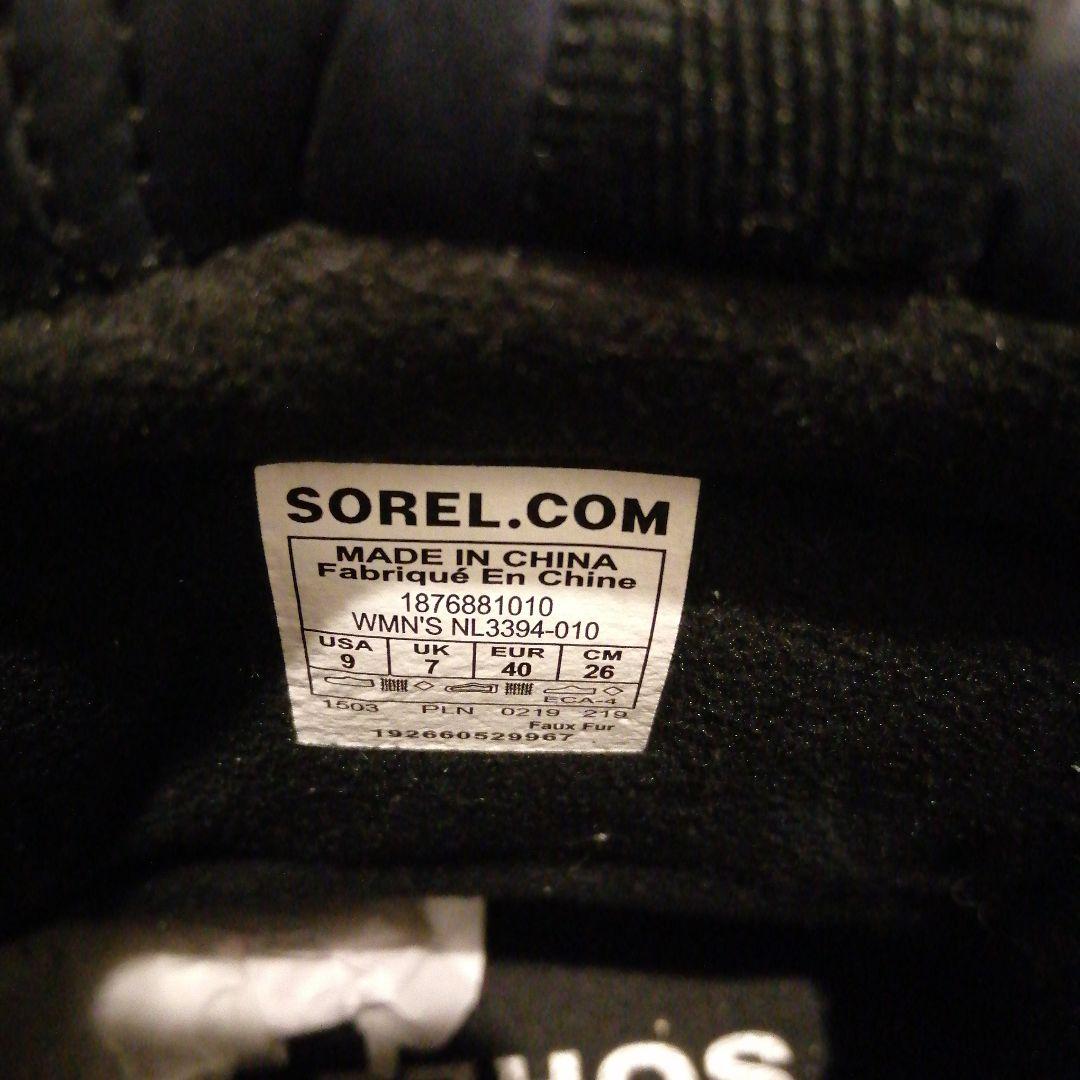 SOREL.COM
MADE IN CHINA
Fabriqué En Chine
1876881010
WMN'S NL3394-010
USA UK EUR CM
9 7 40 26
ECA-4
1503 PLN 0219 219
Faux Fur
192660529967